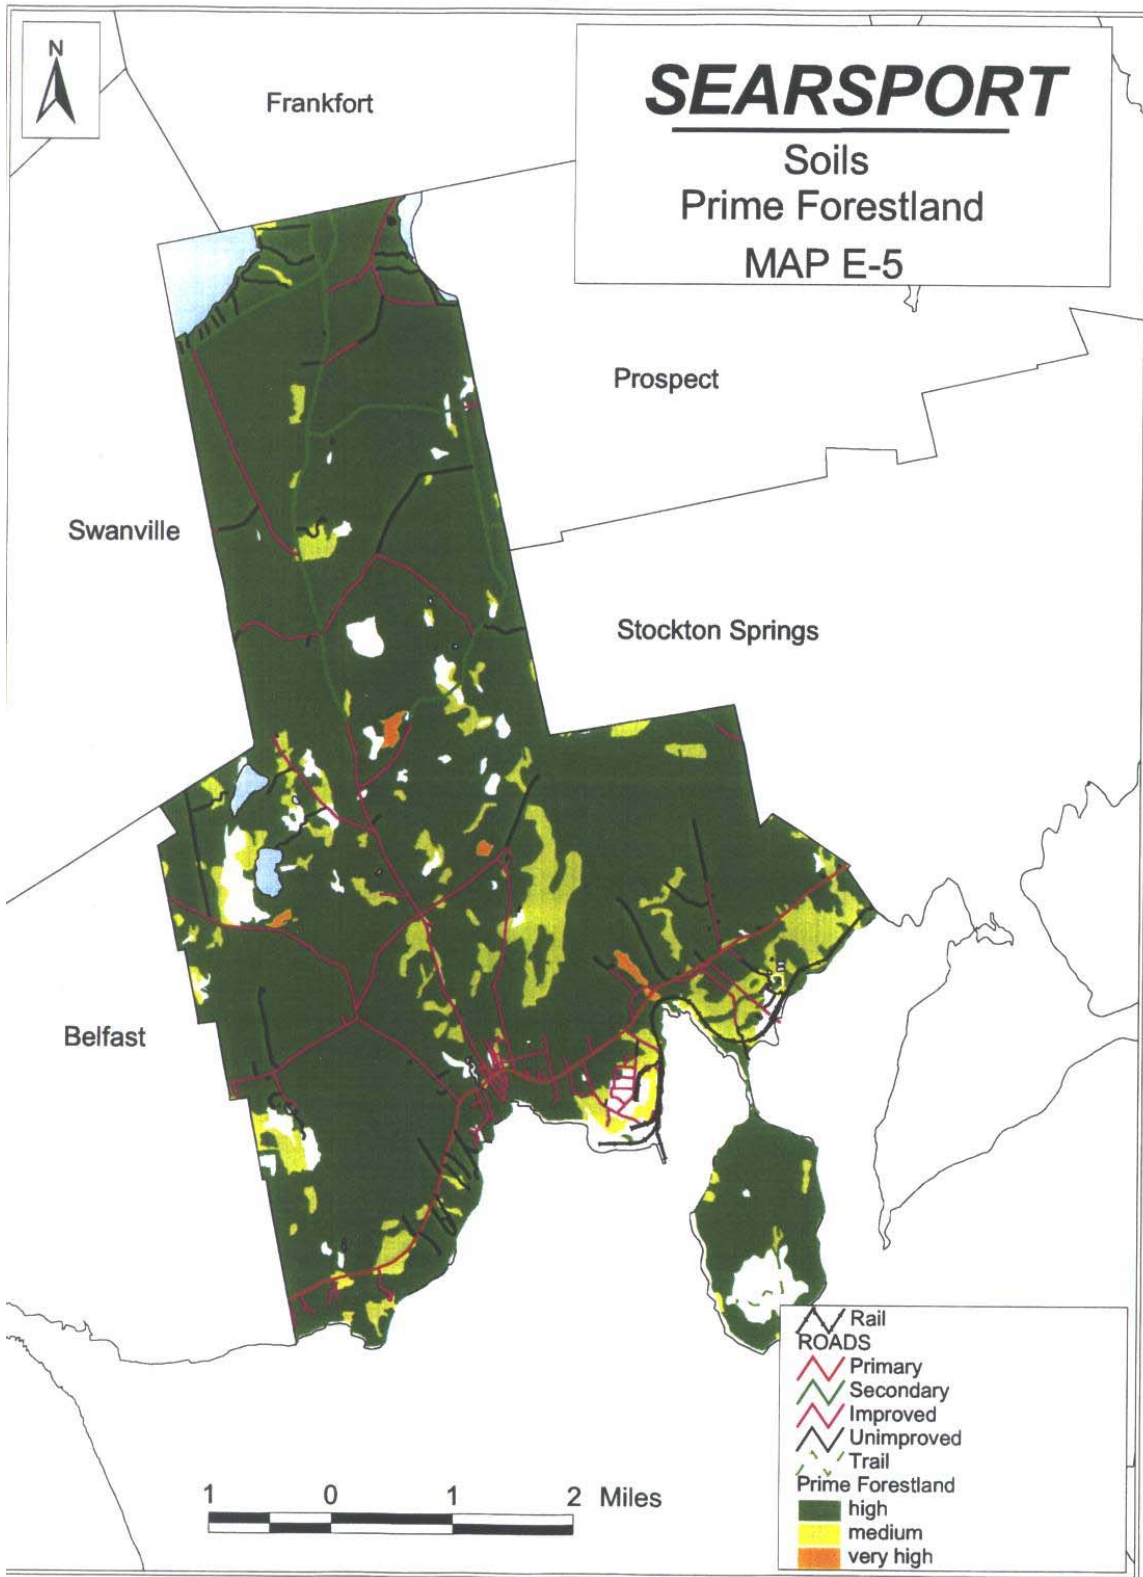 N
Frankfort
SEARSPORT
Soils
Prime Forestland
MAP E-5
Prospect
Swanville
Stockton Springs
Belfast
Rail
ROADS
Primary
Secondary
Improved
Unimproved
Trail
Prime Forestland
high
medium
very high
1 0 1 2 Miles